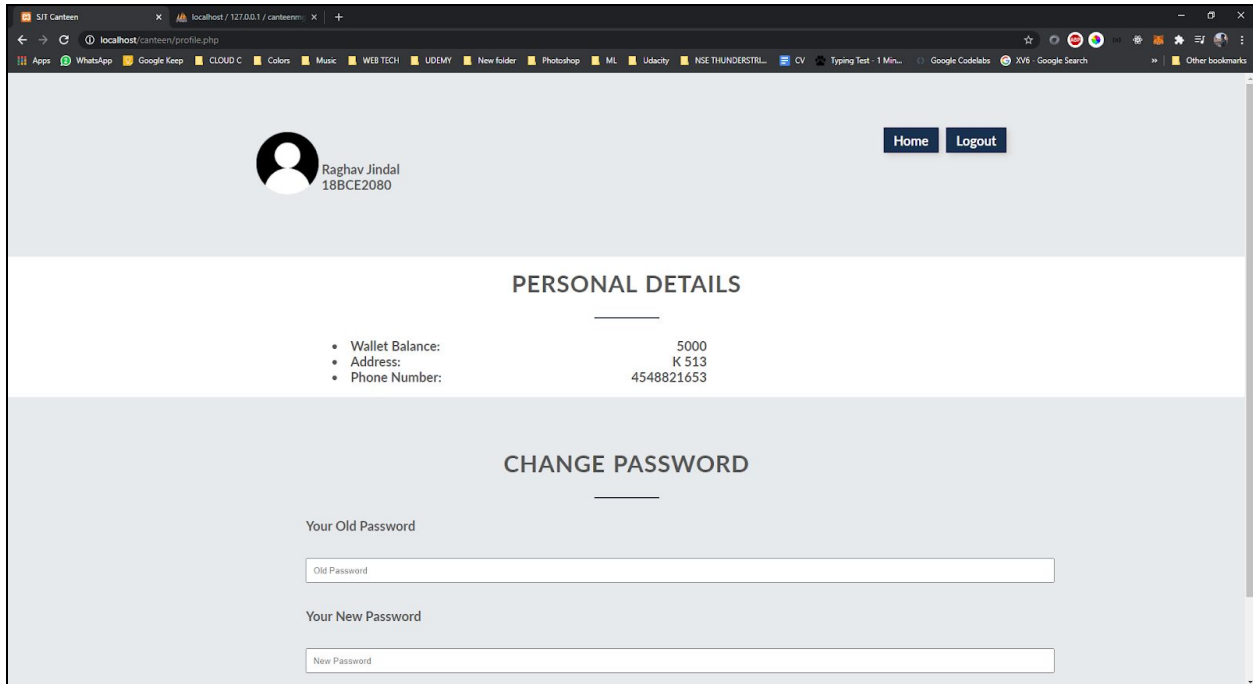 SJT Canteen
localhost / 127.0.0.1 / canteenm
localhost/canteen/profile.php
Apps WhatsApp Google Keep CLOUD C Colors Music WEB TECH UDEMY New folder Photoshop ML Udacity NSE THUNDERSTRI... CV Typing Test - 1 Min... Google Codelabs XV6 - Google Search » Other bookmarks
Home Logout
Raghav Jindal
18BCE2080
PERSONAL DETAILS
• Wallet Balance: 5000
• Address: K 513
• Phone Number: 4548821653
CHANGE PASSWORD
Your Old Password
Old Password
Your New Password
New Password